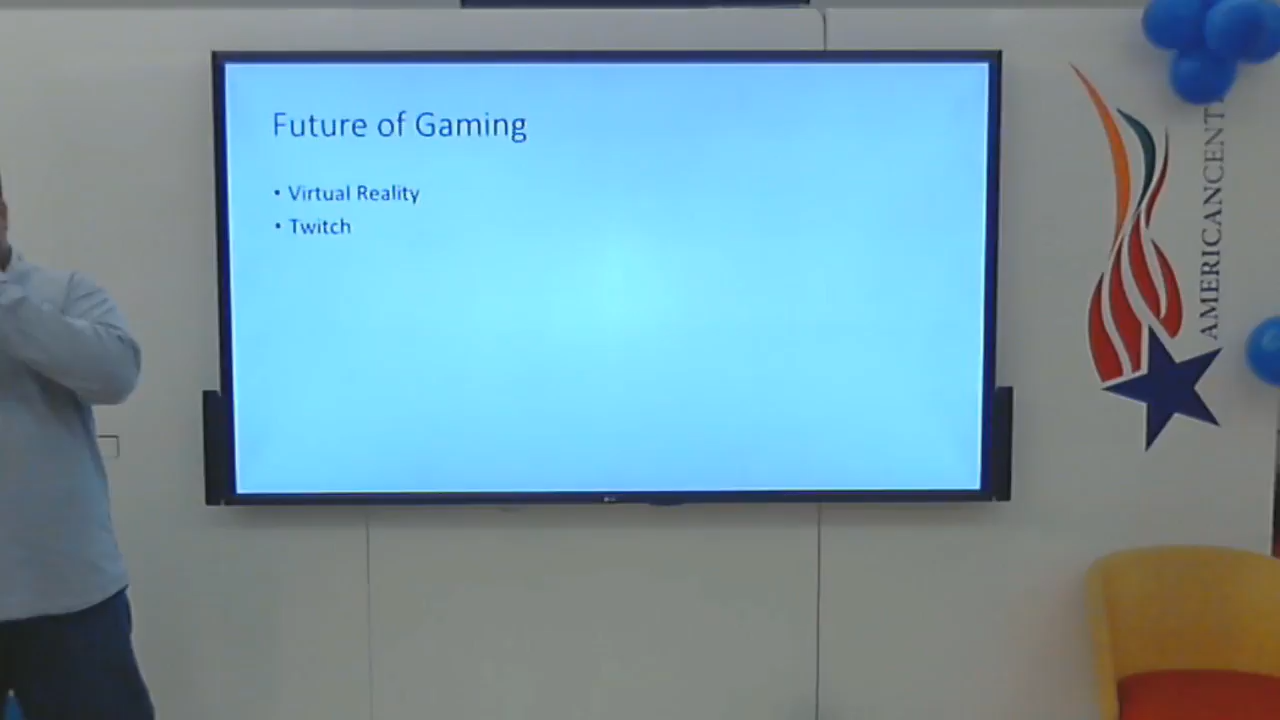 Future of Gaming
• Virtual Reality
• Twitch
AMERICANCENT